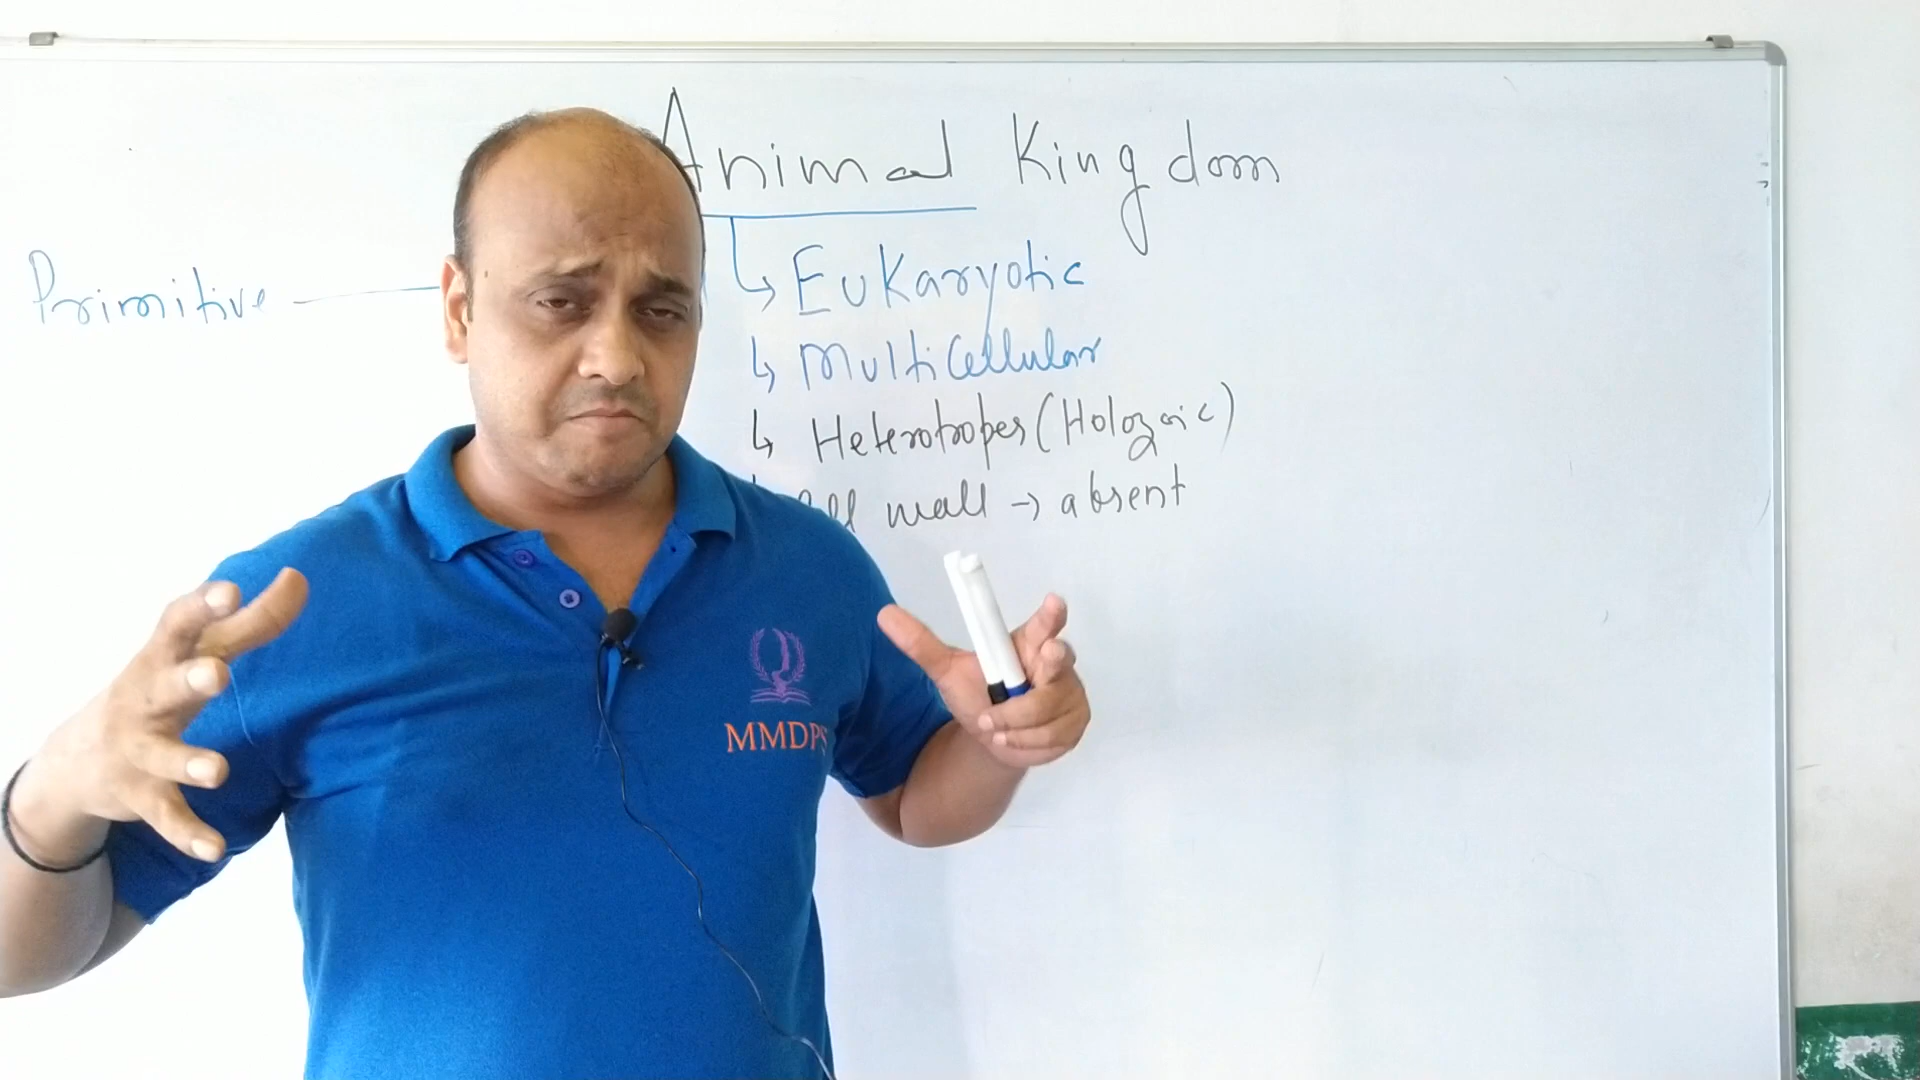 Animal Kingdom
Primitive
↳ Eukaryotic
↳ Multicellular
↳ Heterotropes (Holozoic)
wall → absent
MMDPS